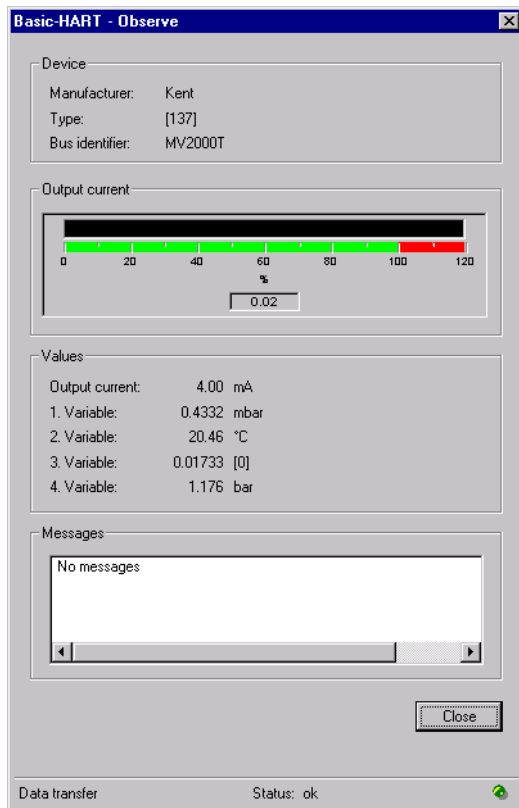 Basic-HART - Observe
Device
Manufacturer: Kent
Type: [137]
Bus identifier: MV2000T
Output current
0 20 40 60 80 100 120
%
0.02
Values
Output current: 4.00 mA
1. Variable: 0.4332 mbar
2. Variable: 20.46 °C
3. Variable: 0.01733 [0]
4. Variable: 1.176 bar
Messages
No messages
Close
Data transfer Status: ok